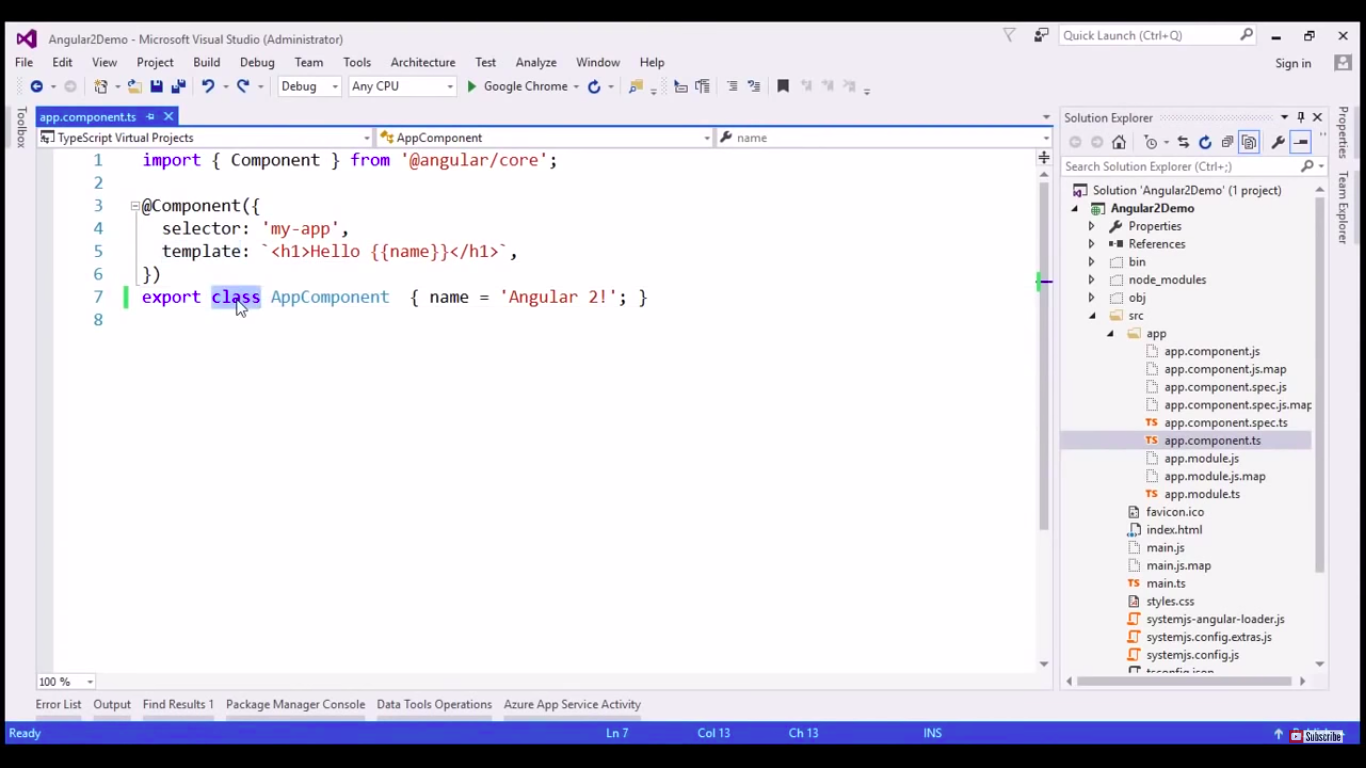 Angular2Demo - Microsoft Visual Studio (Administrator)
Quick Launch (Ctrl+Q)
File Edit View Project Build Debug Team Tools Architecture Test Analyze Window Help
Sign in
Debug Any CPU Google Chrome
Toolbox
app.component.ts
TypeScript Virtual Projects AppComponent name
1 import { Component } from '@angular/core';
2
3 @Component({
4 selector: 'my-app',
5 template: `<h1>Hello {{name}}</h1>`,
6 })
7 export class AppComponent { name = 'Angular 2!'; }
8
100 %
Solution Explorer
Search Solution Explorer (Ctrl+;)
Solution 'Angular2Demo' (1 project)
Angular2Demo
Properties
References
bin
node_modules
obj
src
app
app.component.js
app.component.js.map
app.component.spec.js
app.component.spec.js.map
TS app.component.spec.ts
TS app.component.ts
app.module.js
app.module.js.map
TS app.module.ts
favicon.ico
index.html
main.js
main.js.map
TS main.ts
styles.css
systemjs-angular-loader.js
systemjs.config.extras.js
systemjs.config.js
tsconfig.json
Properties
Team Explorer
Error List Output Find Results 1 Package Manager Console Data Tools Operations Azure App Service Activity
Ready Ln 7 Col 13 Ch 13 INS
Subscribe